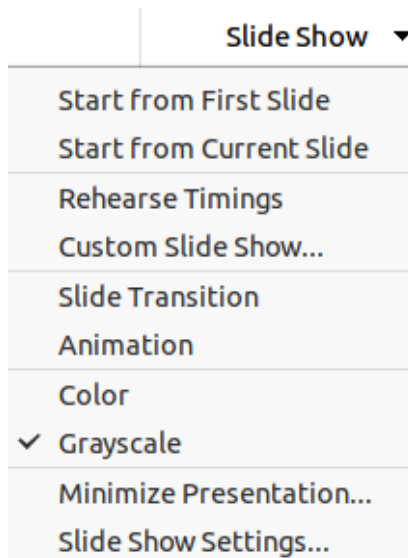 Slide Show
Start from First Slide
Start from Current Slide
Rehearse Timings
Custom Slide Show...
Slide Transition
Animation
Color
Grayscale
Minimize Presentation...
Slide Show Settings...